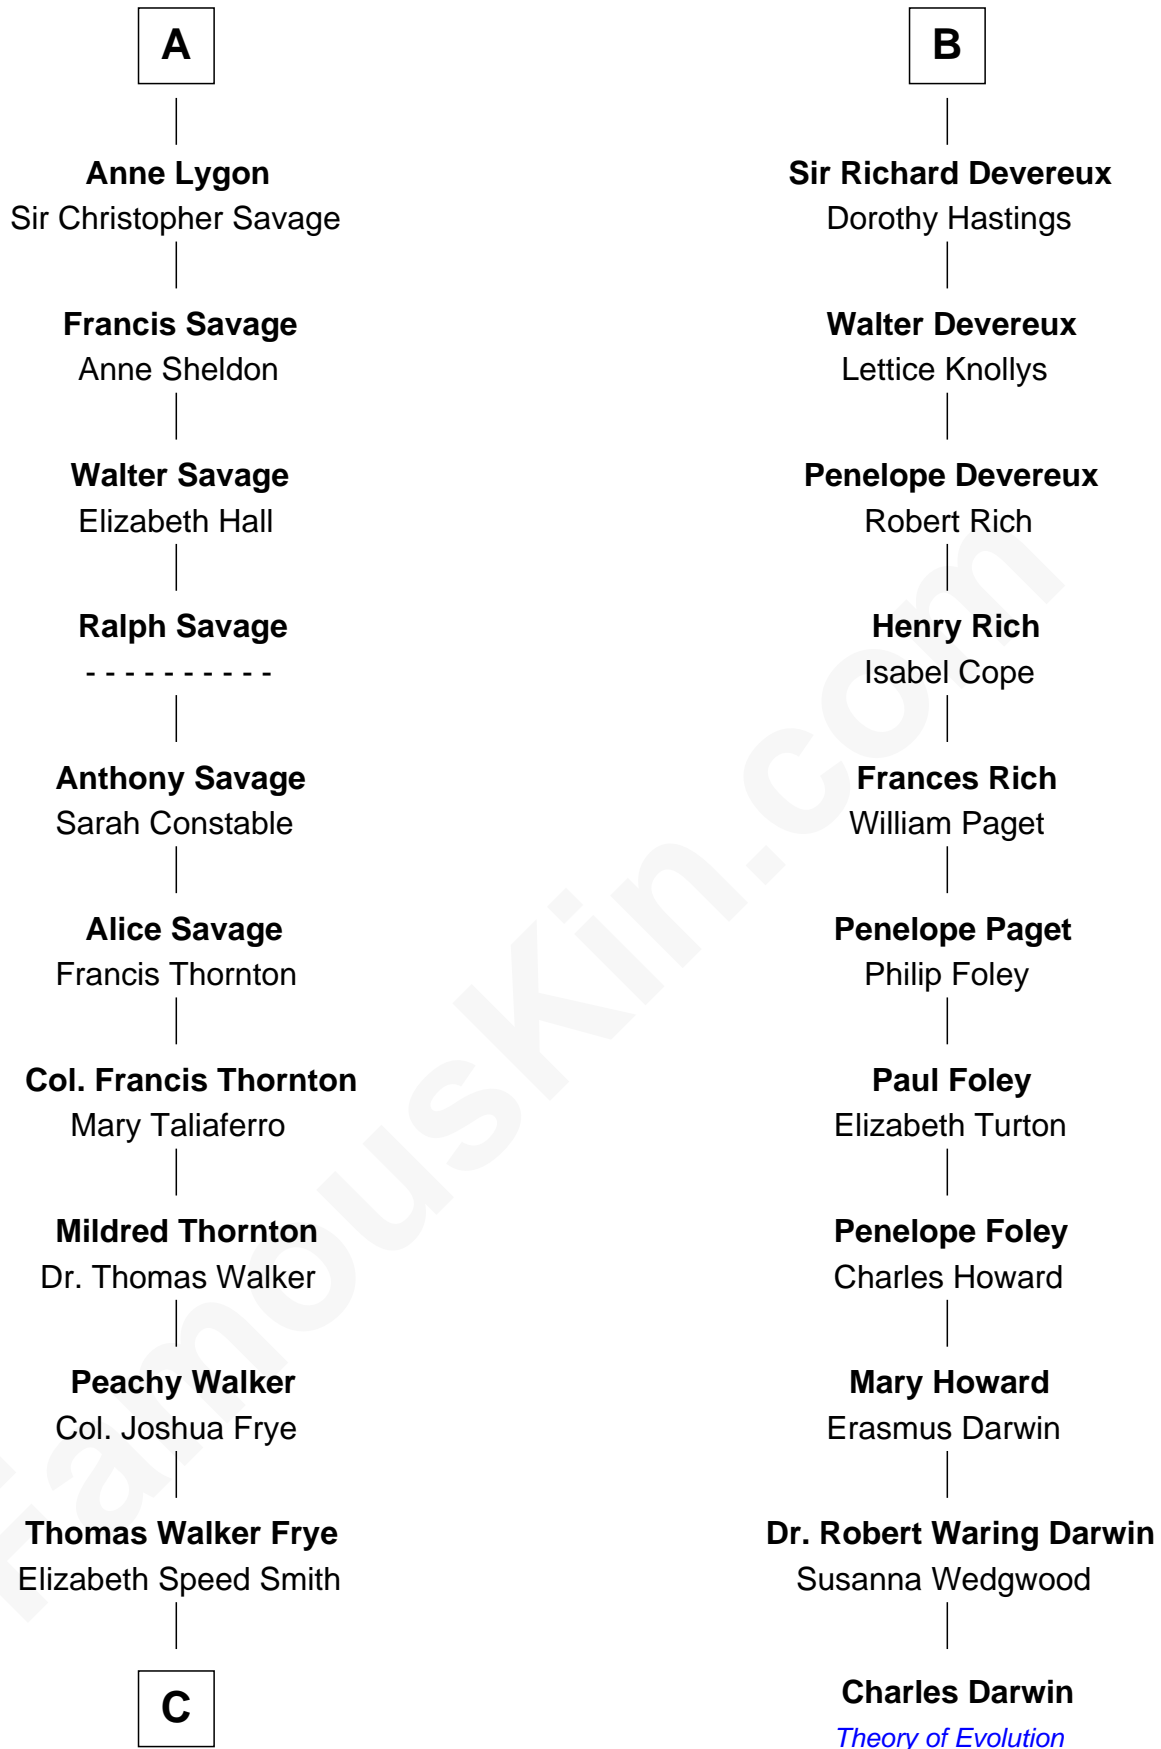 A
Anne Lygon
Sir Christopher Savage
Francis Savage
Anne Sheldon
Walter Savage
Elizabeth Hall
Ralph Savage
- - - - - - - - - -
Anthony Savage
Sarah Constable
Alice Savage
Francis Thornton
Col. Francis Thornton
Mary Taliaferro
Mildred Thornton
Dr. Thomas Walker
Peachy Walker
Col. Joshua Frye
Thomas Walker Frye
Elizabeth Speed Smith
C
B
Sir Richard Devereux
Dorothy Hastings
Walter Devereux
Lettice Knollys
Penelope Devereux
Robert Rich
Henry Rich
Isabel Cope
Frances Rich
William Paget
Penelope Paget
Philip Foley
Paul Foley
Elizabeth Turton
Penelope Foley
Charles Howard
Mary Howard
Erasmus Darwin
Dr. Robert Waring Darwin
Susanna Wedgwood
Charles Darwin
Theory of Evolution
FamousKin.com